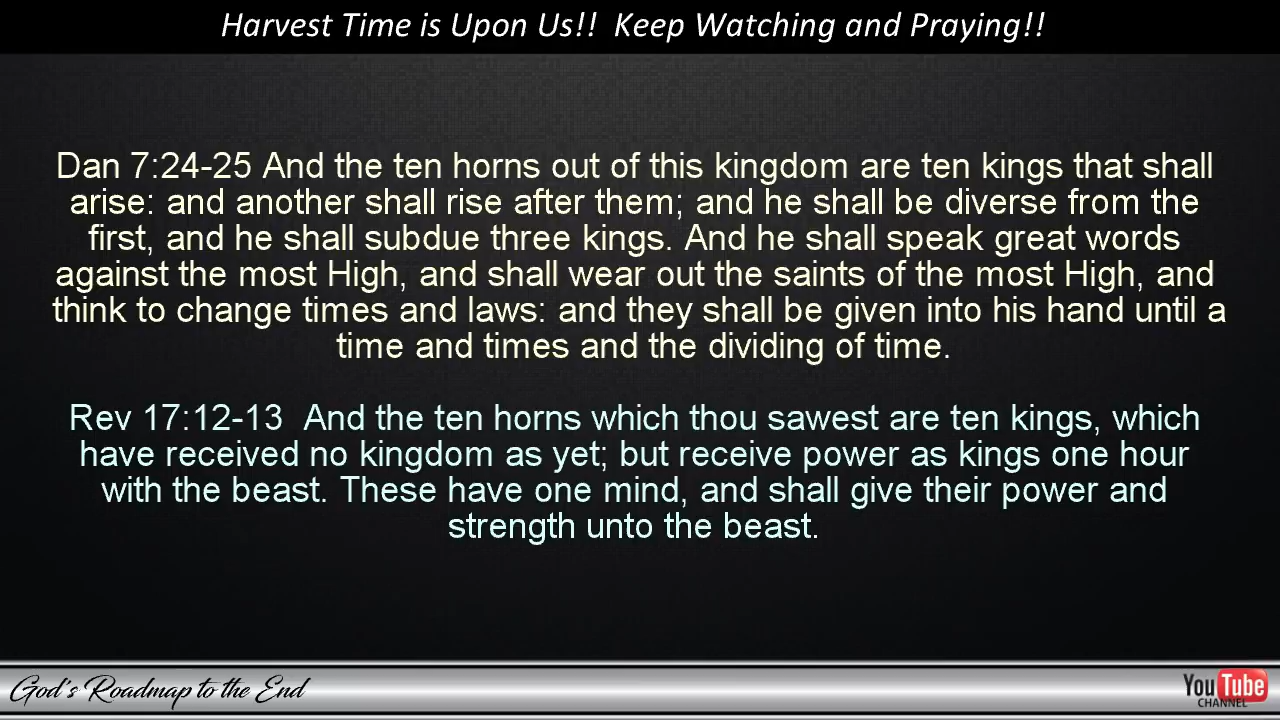 Harvest Time is Upon Us!!  Keep Watching and Praying!!
Dan 7:24-25 And the ten horns out of this kingdom are ten kings that shall
arise: and another shall rise after them; and he shall be diverse from the
first, and he shall subdue three kings. And he shall speak great words
against the most High, and shall wear out the saints of the most High, and
think to change times and laws: and they shall be given into his hand until a
time and times and the dividing of time.
Rev 17:12-13  And the ten horns which thou sawest are ten kings, which
have received no kingdom as yet; but receive power as kings one hour
with the beast. These have one mind, and shall give their power and
strength unto the beast.
God's Roadmap to the End
YouTube
CHANNEL